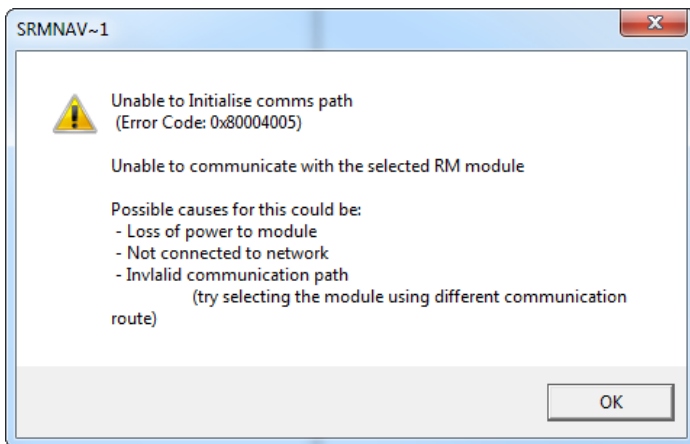 SRMNAV~1
Unable to Initialise comms path
(Error Code: 0x80004005)
Unable to communicate with the selected RM module
Possible causes for this could be:
- Loss of power to module
- Not connected to network
- Invlalid communication path
(try selecting the module using different communication
route)
OK